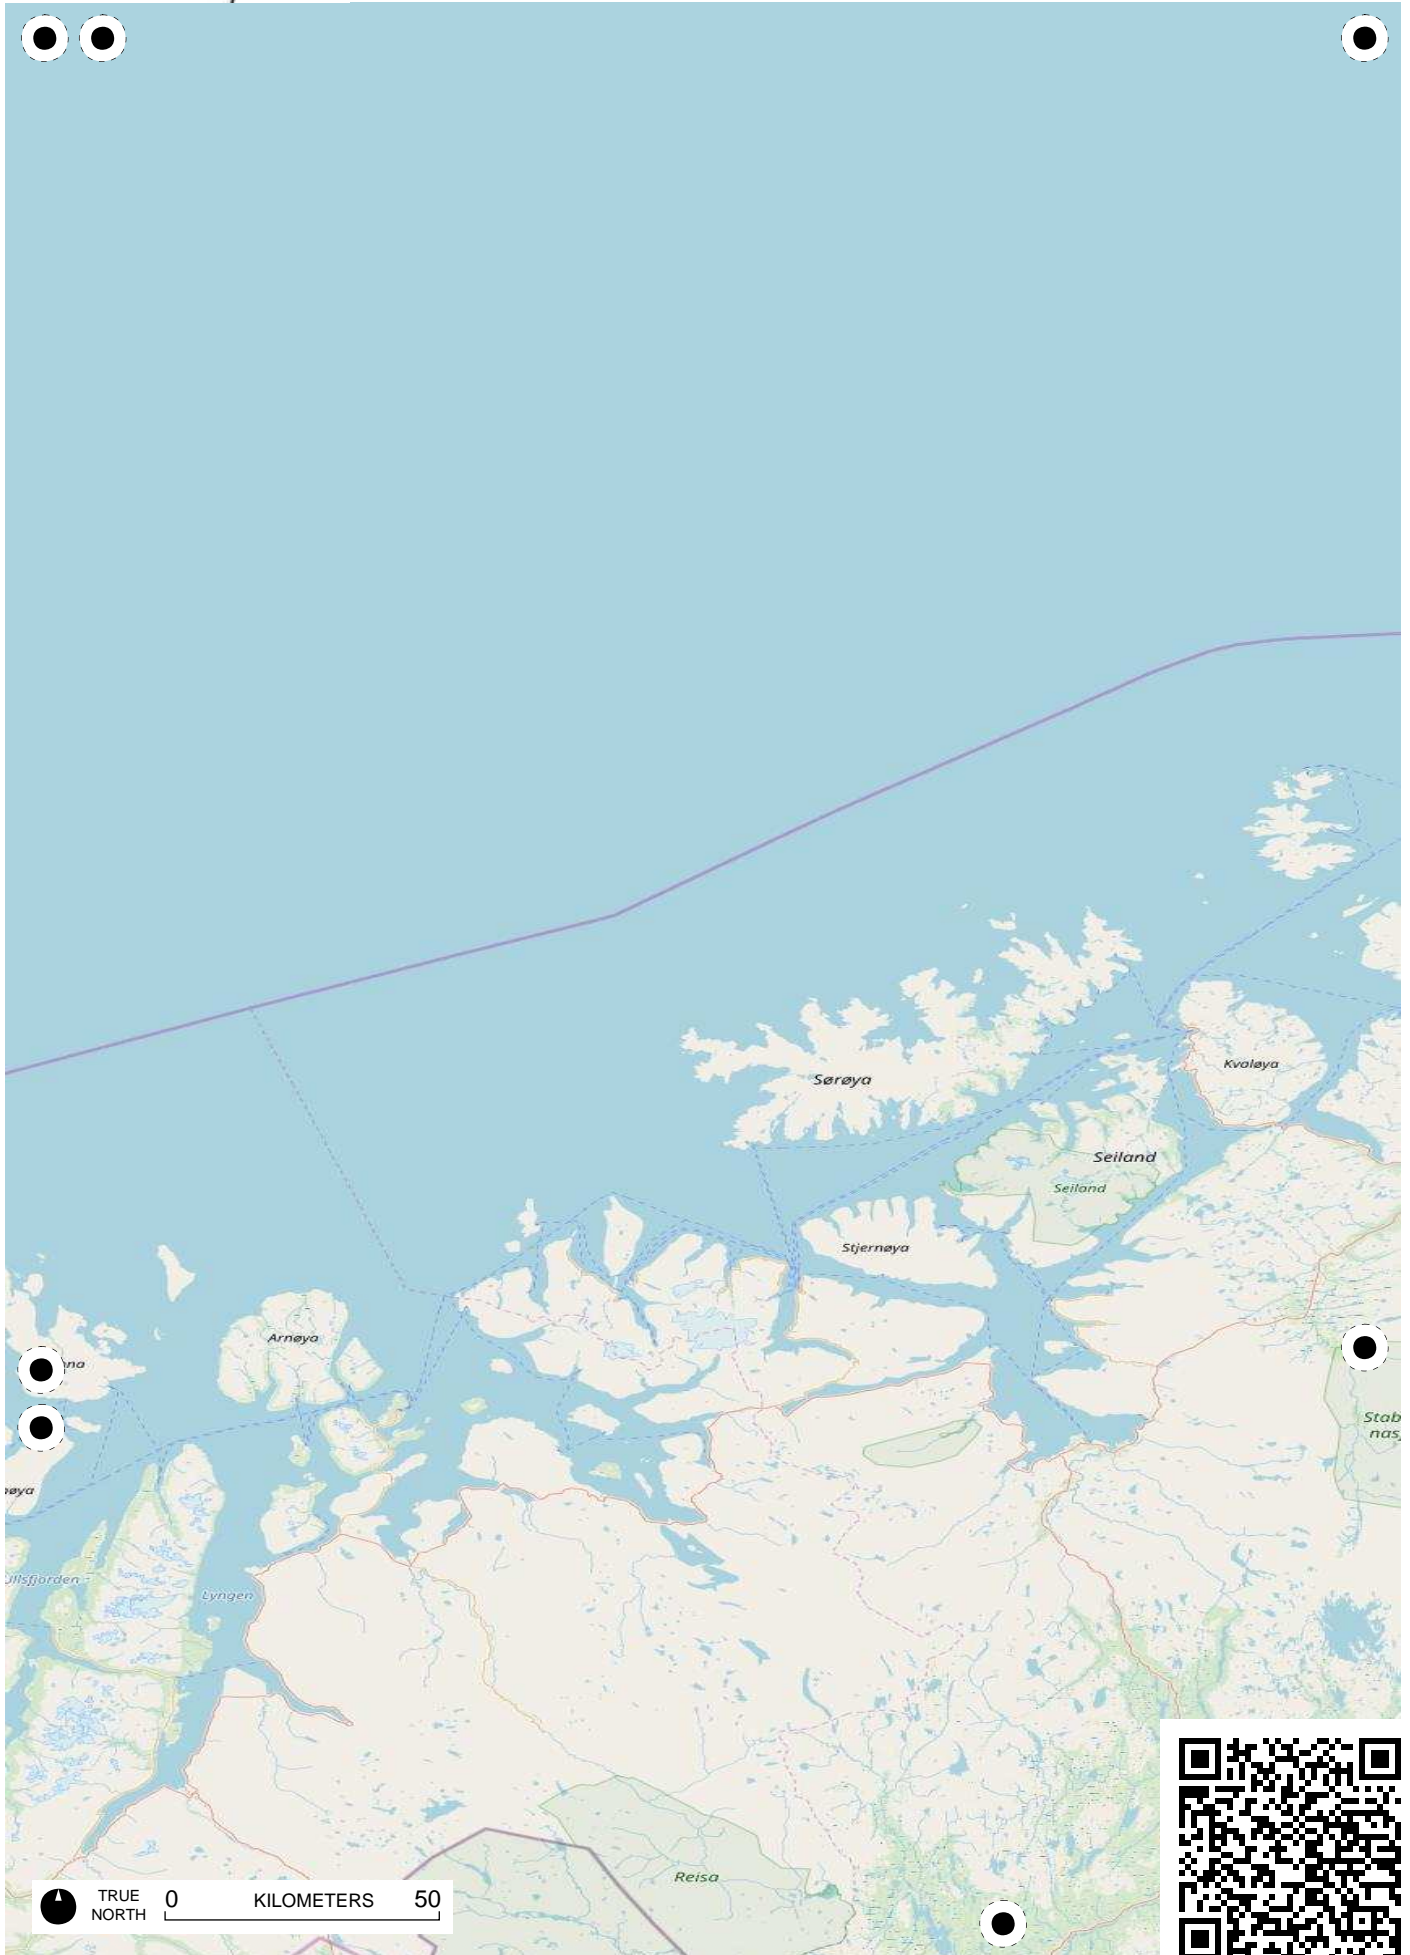 Sørøya
Kvaløya
Seiland
Seiland
Stjernøya
Arnøya
Lyngen
Reisa
TRUE
NORTH
0 KILOMETERS 50